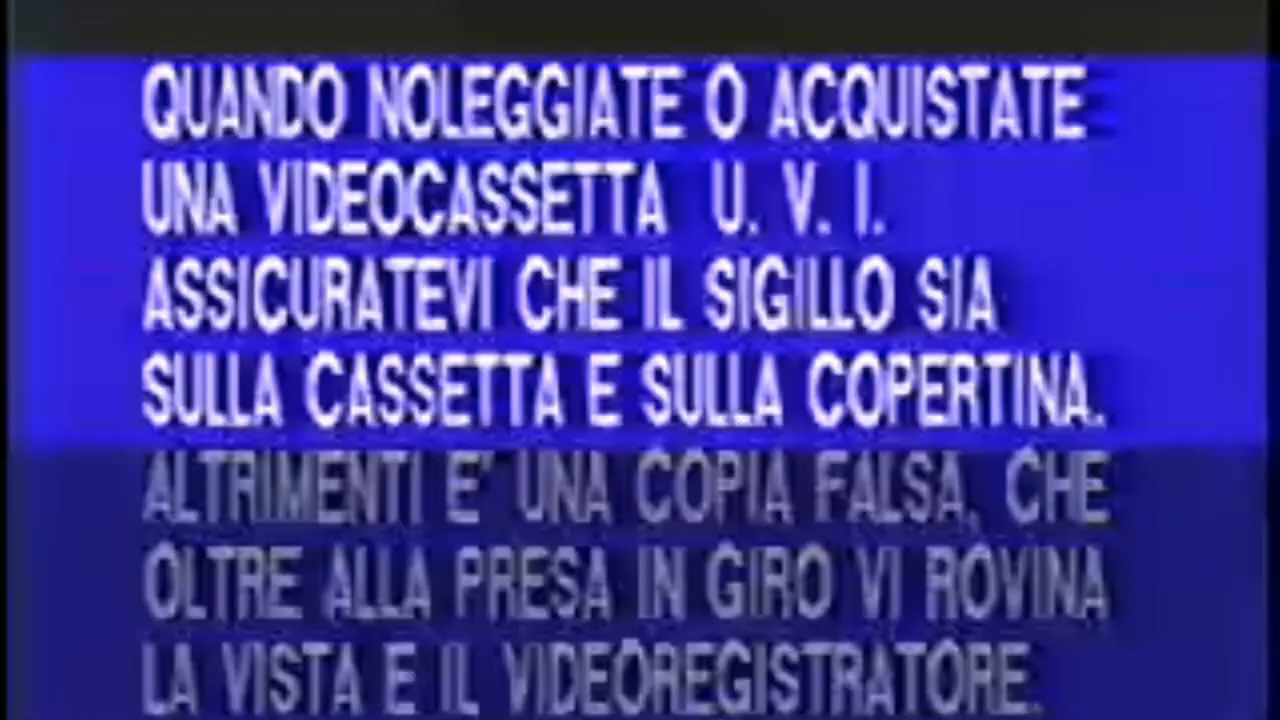 QUANDO NOLEGGIATE O ACQUISTATE
UNA VIDEOCASSETTA U. V. I.
ASSICURATEVI CHE IL SIGILLO SIA
SULLA CASSETTA E SULLA COPERTINA.
ALTRIMENTI E' UNA COPIA FALSA, CHE
OLTRE ALLA PRESA IN GIRO VI ROVINA
LA VISTA E IL VIDEOREGISTRATORE.